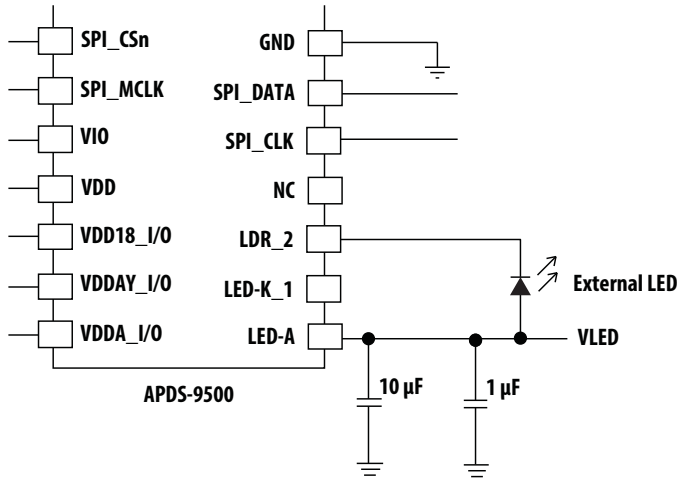 SPI_CSn
SPI_MCLK
VIO
VDD
VDD18_I/O
VDDAY_I/O
VDDA_I/O
GND
SPI_DATA
SPI_CLK
NC
LDR_2
LED-K_1
LED-A
External LED
VLED
10 µF
1 µF
APDS-9500